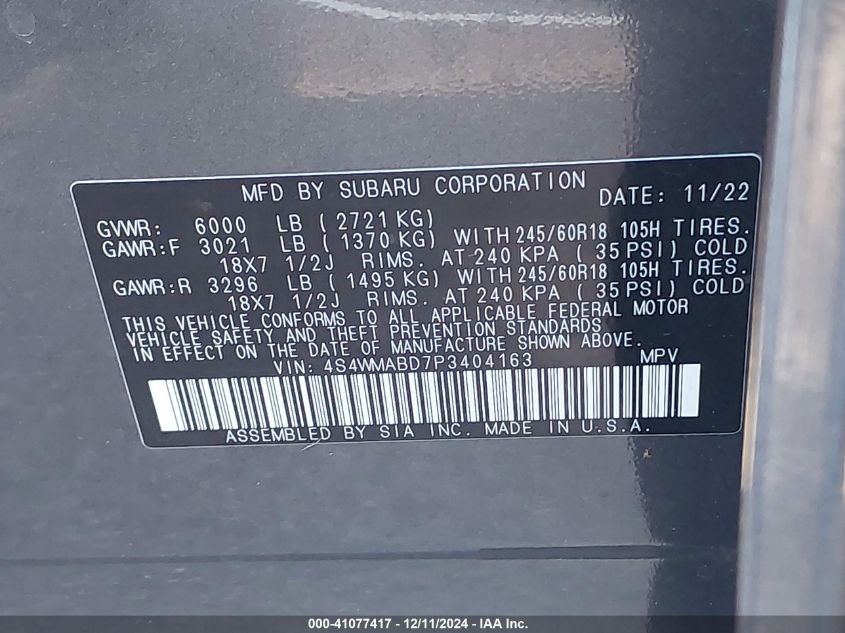 MFD BY SUBARU CORPORATION DATE: 11/22
GVWR: 6000 LB ( 2721 KG)
GAWR:F 3021 LB ( 1370 KG) WITH 245/60R18 105H TIRES.
18X7 1/2J RIMS. AT 240 KPA ( 35 PSI) COLD
GAWR:R 3296 LB ( 1495 KG) WITH 245/60R18 105H TIRES.
18X7 1/2J RIMS. AT 240 KPA ( 35 PSI) COLD
THIS VEHICLE CONFORMS TO ALL APPLICABLE FEDERAL MOTOR
VEHICLE SAFETY AND THEFT PREVENTION STANDARDS
IN EFFECT ON THE DATE OF MANUFACTURE SHOWN ABOVE.
VIN: 4S4WMABD7P3404163 MPV
ASSEMBLED BY SIA INC. MADE IN U.S.A.
000-41077417 - 12/11/2024 - IAA Inc.